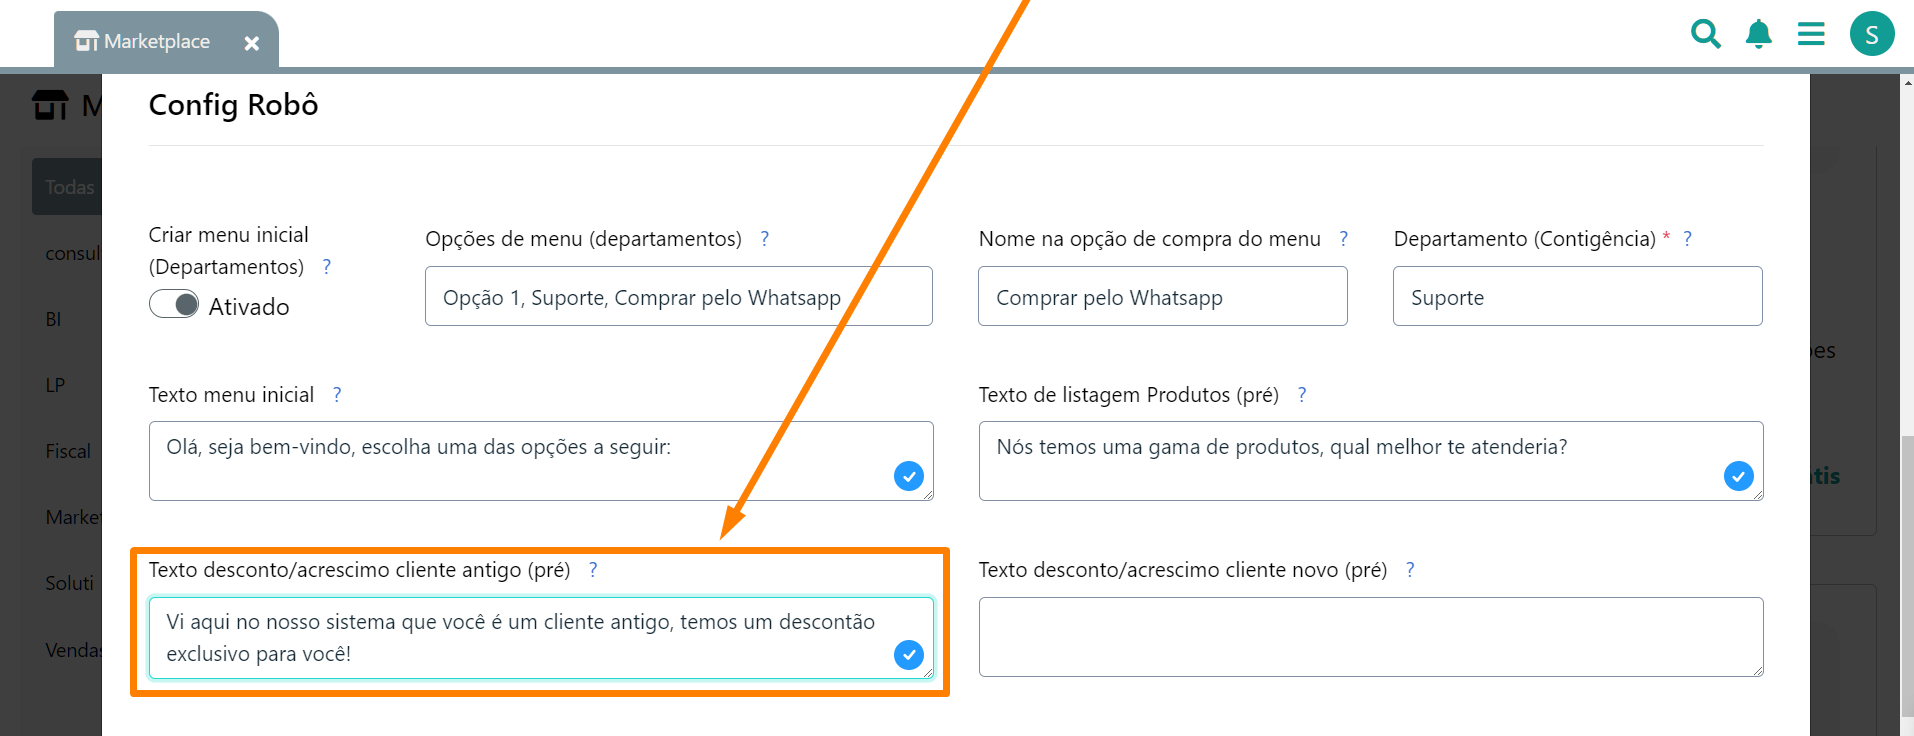 Marketplace
S
M
Config Robô
Todas
consul
BI
LP
Fiscal
Market
Soluti
Vendas
Criar menu inicial
(Departamentos) ?
Ativado
Opções de menu (departamentos) ?
Opção 1, Suporte, Comprar pelo Whatsapp
Nome na opção de compra do menu ?
Comprar pelo Whatsapp
Departamento (Contigência) * ?
Suporte
Texto menu inicial ?
Olá, seja bem-vindo, escolha uma das opções a seguir:
Texto de listagem Produtos (pré) ?
Nós temos uma gama de produtos, qual melhor te atenderia?
Texto desconto/acrescimo cliente antigo (pré) ?
Vi aqui no nosso sistema que você é um cliente antigo, temos um descontão
exclusivo para você!
Texto desconto/acrescimo cliente novo (pré) ?
tis